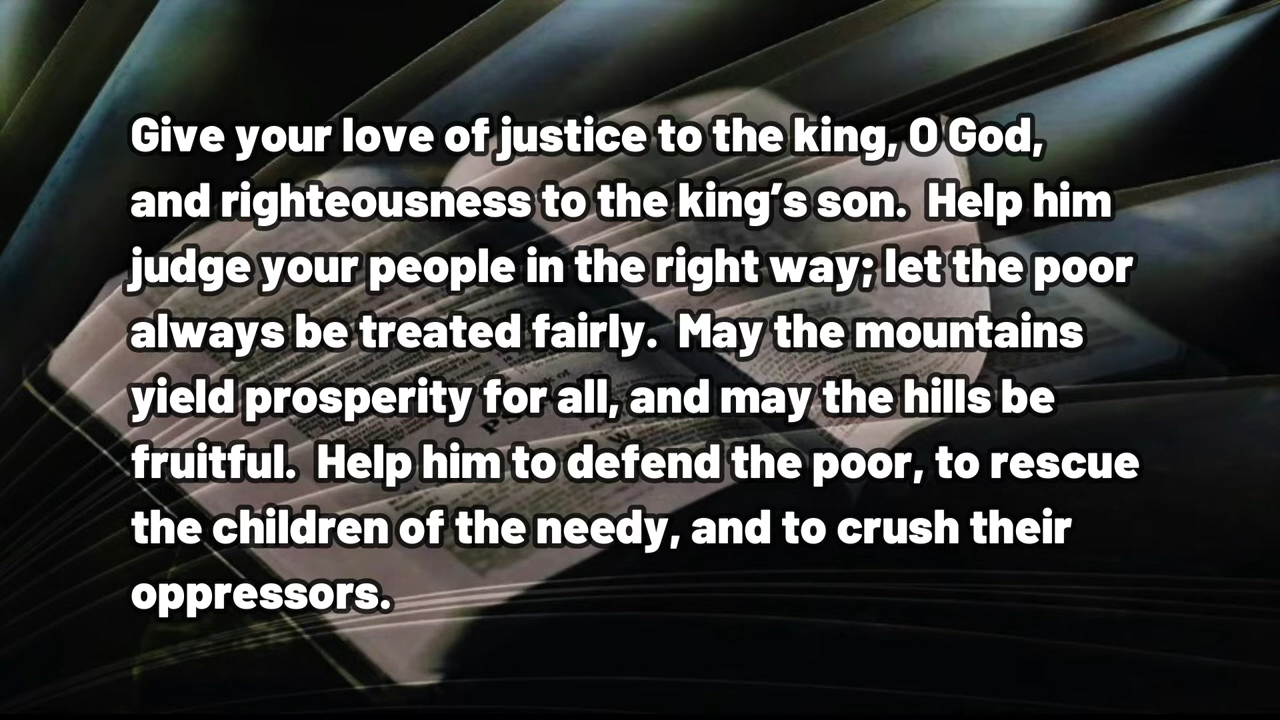 Give your love of justice to the king, O God,
and righteousness to the king’s son.  Help him
judge your people in the right way; let the poor
always be treated fairly.  May the mountains
yield prosperity for all, and may the hills be
fruitful.  Help him to defend the poor, to rescue
the children of the needy, and to crush their
oppressors.